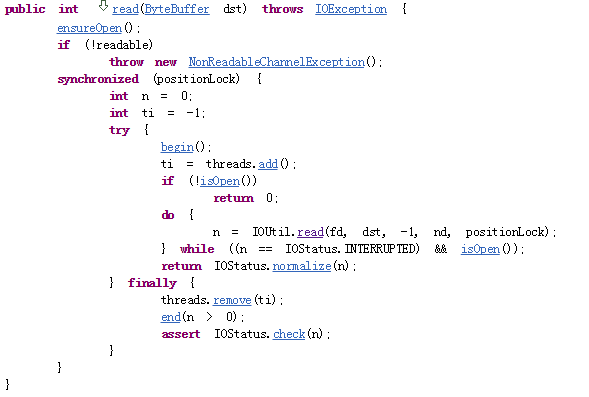 public int read(ByteBuffer dst) throws IOException {
ensureOpen();
if (!readable)
throw new NonReadableChannelException();
synchronized (positionLock) {
int n = 0;
int ti = -1;
try {
begin();
ti = threads.add();
if (!isOpen())
return 0;
do {
n = IOUtil.read(fd, dst, -1, nd, positionLock);
} while ((n == IOStatus.INTERRUPTED) && isOpen());
return IOStatus.normalize(n);
} finally {
threads.remove(ti);
end(n > 0);
assert IOStatus.check(n);
}
}
}